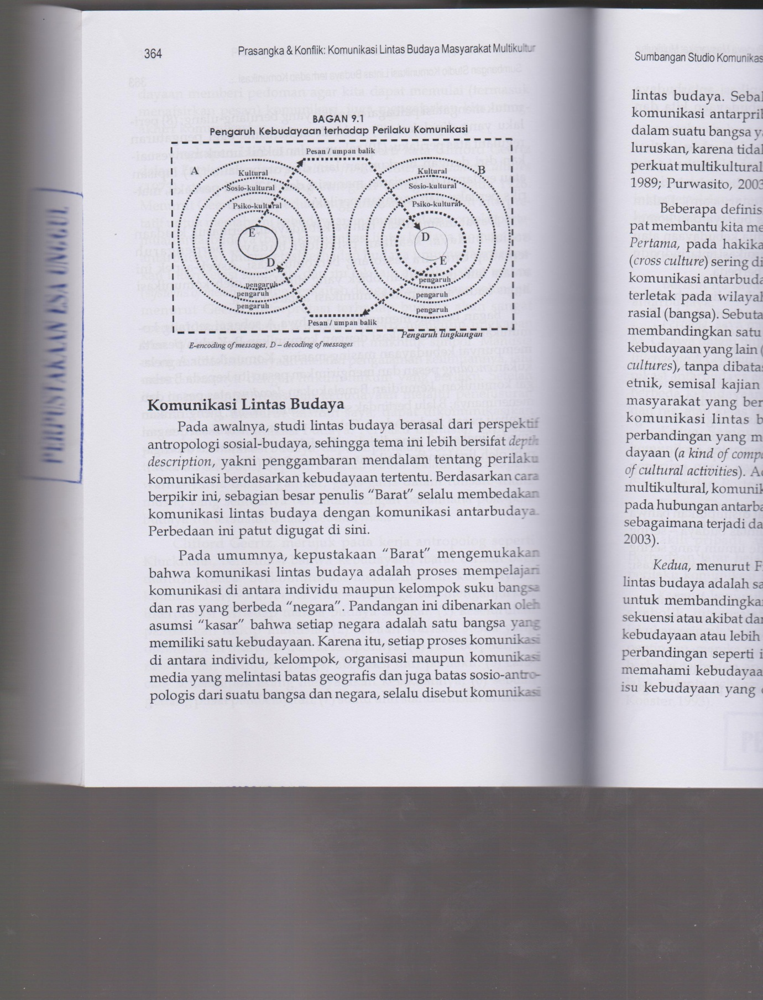 364
Prasangka & Konflik: Komunikasi Lintas Budaya Masyarakat Multikultur
BAGAN 9.1
Pengaruh Kebudayaan terhadap Perilaku Komunikasi
Pesan / umpan balik
A
Kultural
Sosio-kultural
Psiko-kultural
E
D
pengaruh
pengaruh
pengaruh
Kultural
B
Sosio-kultural
Psiko-kultural
D
E
pengaruh
pengaruh
pengaruh
Pesan / umpan balik
Pengaruh lingkungan
E-encoding of messages, D – decoding of messages
Komunikasi Lintas Budaya
Pada awalnya, studi lintas budaya berasal dari perspektif
antropologi sosial-budaya, sehingga tema ini lebih bersifat depth
description, yakni penggambaran mendalam tentang perilaku
komunikasi berdasarkan kebudayaan tertentu. Berdasarkan cara
berpikir ini, sebagian besar penulis “Barat” selalu membedakan
komunikasi lintas budaya dengan komunikasi antarbudaya.
Perbedaan ini patut digugat di sini.
Pada umumnya, kepustakaan “Barat” mengemukakan
bahwa komunikasi lintas budaya adalah proses mempelajari
komunikasi di antara individu maupun kelompok suku bangsa
dan ras yang berbeda “negara”. Pandangan ini dibenarkan oleh
asumsi “kasar” bahwa setiap negara adalah satu bangsa yang
memiliki satu kebudayaan. Karena itu, setiap proses komunikasi
di antara individu, kelompok, organisasi maupun komunikasi
media yang melintasi batas geografis dan juga batas sosio-antro-
pologis dari suatu bangsa dan negara, selalu disebut komunikasi
PERPUSTAKAAN ESA UNGGUL
Sumbangan Studio Komunikas
lintas budaya. Sebal
komunikasi antarpril
dalam suatu bangsa ya
luruskan, karena tidal
perkuat multikultural
1989; Purwasito, 2003
Beberapa definis
pat membantu kita me
Pertama, pada hakika
(cross culture) sering di
komunikasi antarbuda
terletak pada wilayah
rasial (bangsa). Sebuta
membandingkan satu
kebudayaan yang lain (
cultures), tanpa dibatas
etnik, semisal kajian
masyarakat yang ber
komunikasi lintas b
perbandingan yang m
dayaan (a kind of compa
of cultural activities). Ad
multikultural, komunik
pada hubungan antarba
sebagaimana terjadi da
2003).
Kedua, menurut F
lintas budaya adalah sa
untuk membandingkan
sekuensi atau akibat dar
kebudayaan atau lebih
perbandingan seperti i
memahami kebudayaa
isu kebudayaan yang